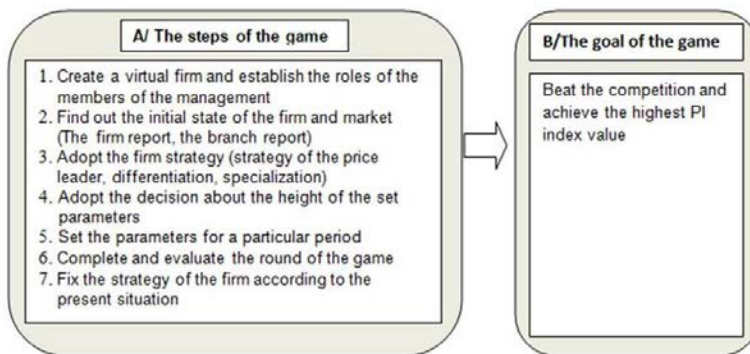 A/ The steps of the game
1. Create a virtual firm and establish the roles of the
members of the management
2. Find out the initial state of the firm and market
(The firm report, the branch report)
3. Adopt the firm strategy (strategy of the price
leader, differentiation, specialization)
4. Adopt the decision about the height of the set
parameters
5. Set the parameters for a particular period
6. Complete and evaluate the round of the game
7. Fix the strategy of the firm according to the
present situation
B/The goal of the game
Beat the competition and
achieve the highest PI
index value